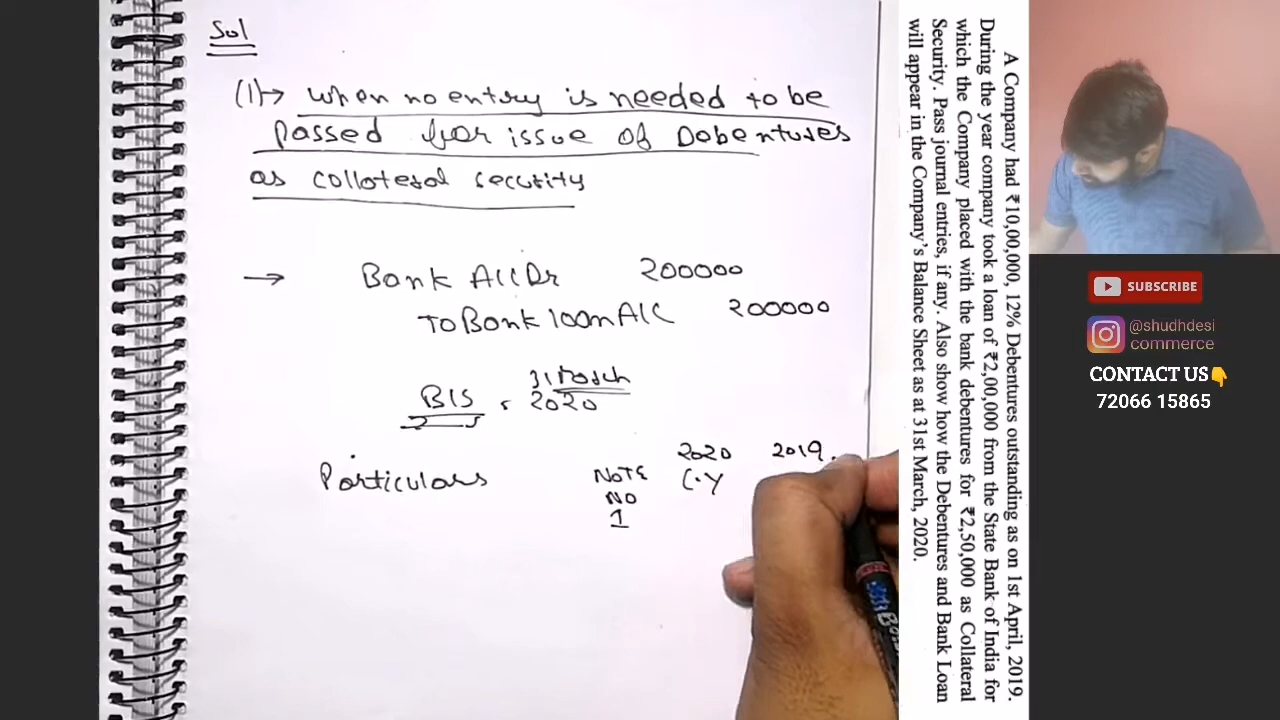 Sol
(1)→ when no entry is needed to be
passed for issue of Debentures
as collateral security
→ Bank A/c Dr 200000
To Bank loan A/c 200000
B/S, 31 March
2020
2020 2019
Particulars NOTE C.Y
NO
1
A Company had ₹10,00,000, 12% Debentures outstanding as on 1st April, 2019.
During the year company took a loan of ₹2,00,000 from the State Bank of India for
which the Company placed with the bank debentures for ₹2,50,000 as Collateral
Security. Pass journal entries, if any. Also show how the Debentures and Bank Loan
will appear in the Company's Balance Sheet as at 31st March, 2020.
SUBSCRIBE
@shudhdesi
commerce
CONTACT US👇
72066 15865